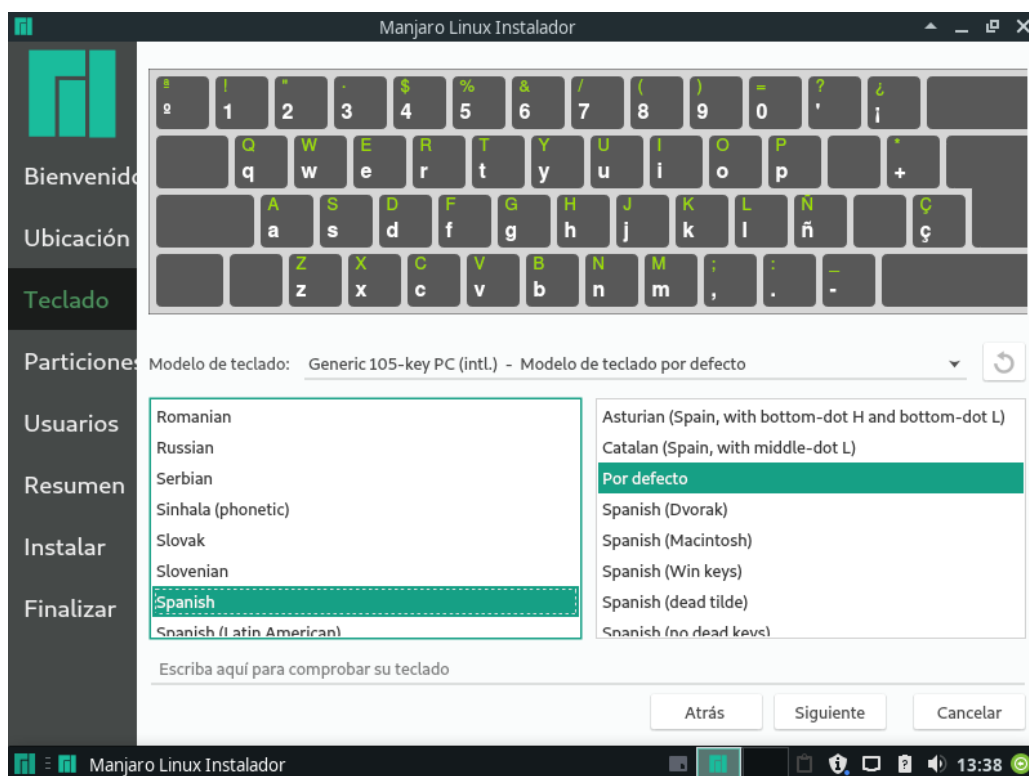 Manjaro Linux Instalador
ª ! " · $ % & / ( ) = ? ¿
º 1 2 3 4 5 6 7 8 9 0 ' ¡
Q W E R T Y U I O P *
q w e r t y u i o p +
A S D F G H J K L Ñ Ç
a s d f g h j k l ñ ç
Z X C V B N M ; : _
z x c v b n m , . -
Bienvenido
Ubicación
Teclado
Particiones
Usuarios
Resumen
Instalar
Finalizar
Modelo de teclado: Generic 105-key PC (intl.) - Modelo de teclado por defecto
Romanian
Russian
Serbian
Sinhala (phonetic)
Slovak
Slovenian
Spanish
Spanish (Latin American)
Asturian (Spain, with bottom-dot H and bottom-dot L)
Catalan (Spain, with middle-dot L)
Por defecto
Spanish (Dvorak)
Spanish (Macintosh)
Spanish (Win keys)
Spanish (dead tilde)
Spanish (no dead keys)
Escriba aquí para comprobar su teclado
Atrás Siguiente Cancelar
Manjaro Linux Instalador 13:38